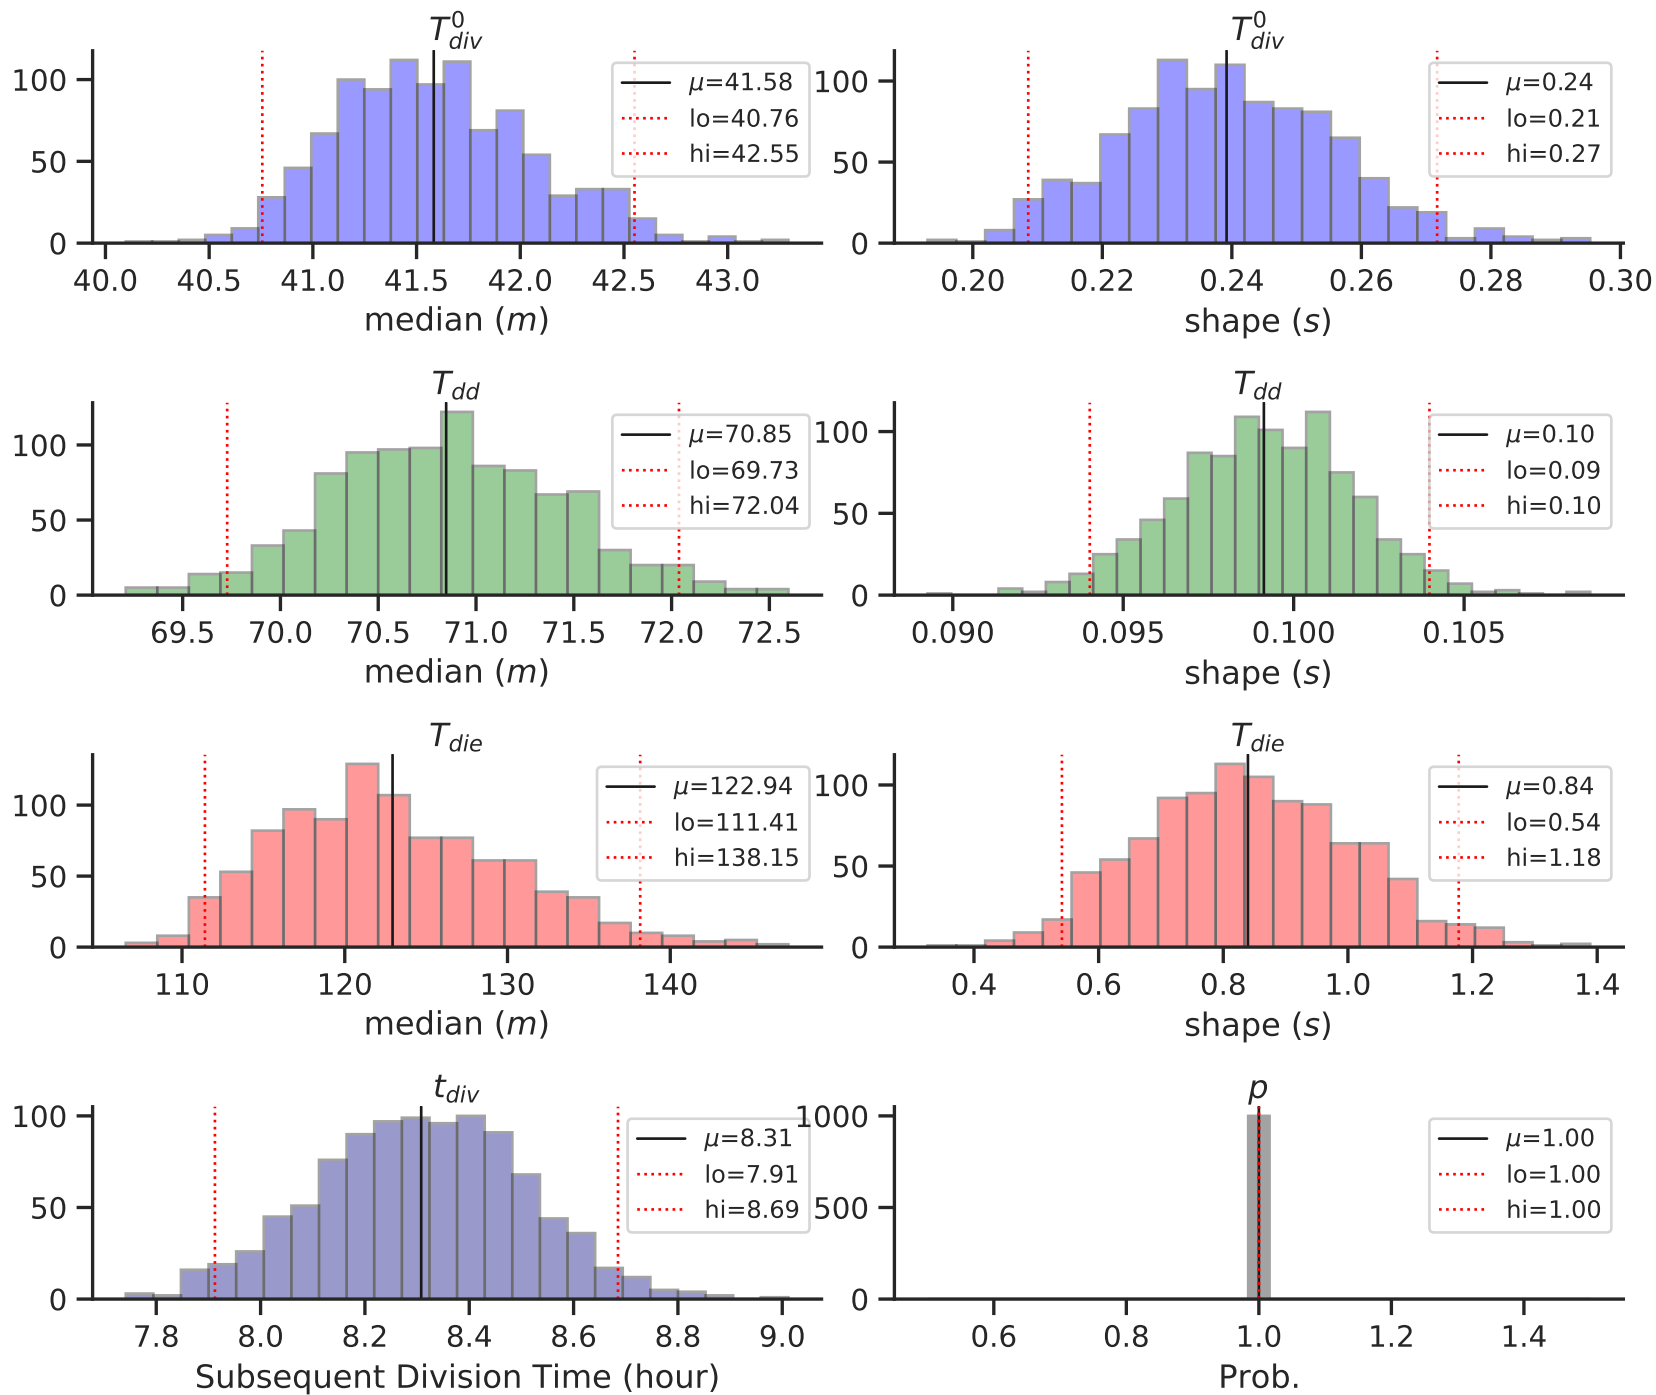 T⁰div
100
50
0
μ=41.58
lo=40.76
hi=42.55
40.0 40.5 41.0 41.5 42.0 42.5 43.0
median (m)
T⁰div
100
50
0
μ=0.24
lo=0.21
hi=0.27
0.20 0.22 0.24 0.26 0.28 0.30
shape (s)
Tdd
100
50
0
μ=70.85
lo=69.73
hi=72.04
69.5 70.0 70.5 71.0 71.5 72.0 72.5
median (m)
Tdd
100
50
0
μ=0.10
lo=0.09
hi=0.10
0.090 0.095 0.100 0.105
shape (s)
Tdie
100
50
0
μ=122.94
lo=111.41
hi=138.15
110 120 130 140
median (m)
Tdie
100
50
0
μ=0.84
lo=0.54
hi=1.18
0.4 0.6 0.8 1.0 1.2 1.4
shape (s)
tdiv
100
50
0
μ=8.31
lo=7.91
hi=8.69
7.8 8.0 8.2 8.4 8.6 8.8 9.0
Subsequent Division Time (hour)
p
1000
500
0
μ=1.00
lo=1.00
hi=1.00
0.6 0.8 1.0 1.2 1.4
Prob.